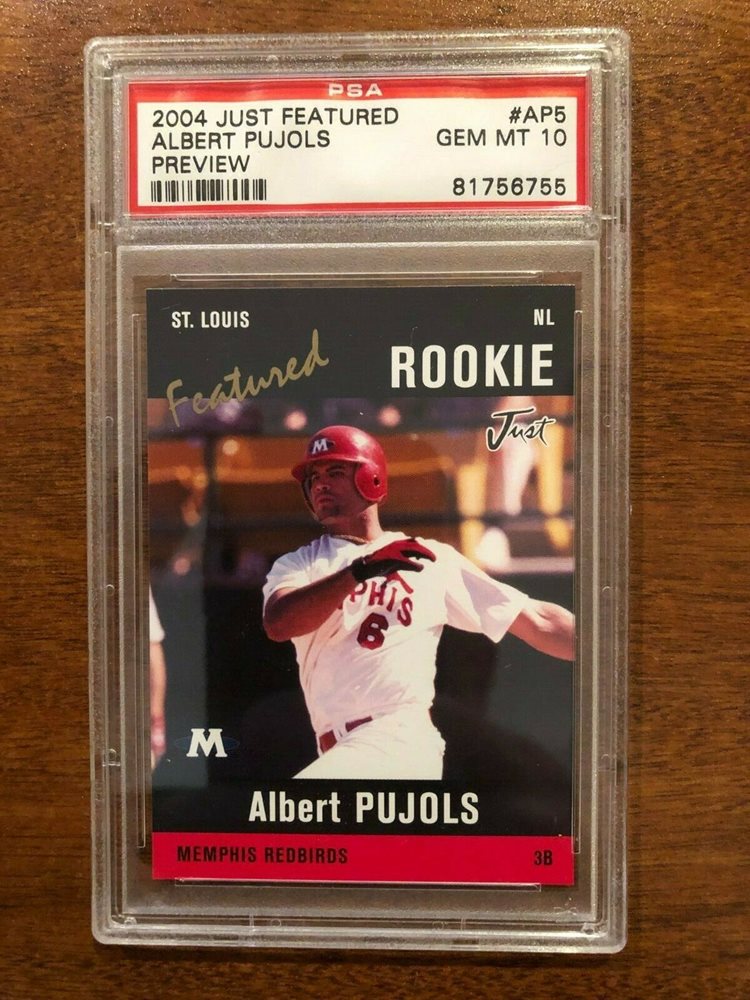 PSA
2004 JUST FEATURED #AP5
ALBERT PUJOLS GEM MT 10
PREVIEW
81756755
ST. LOUIS NL
ROOKIE
Featured
Just
M
PHIS
6
M
Albert PUJOLS
MEMPHIS REDBIRDS 3B